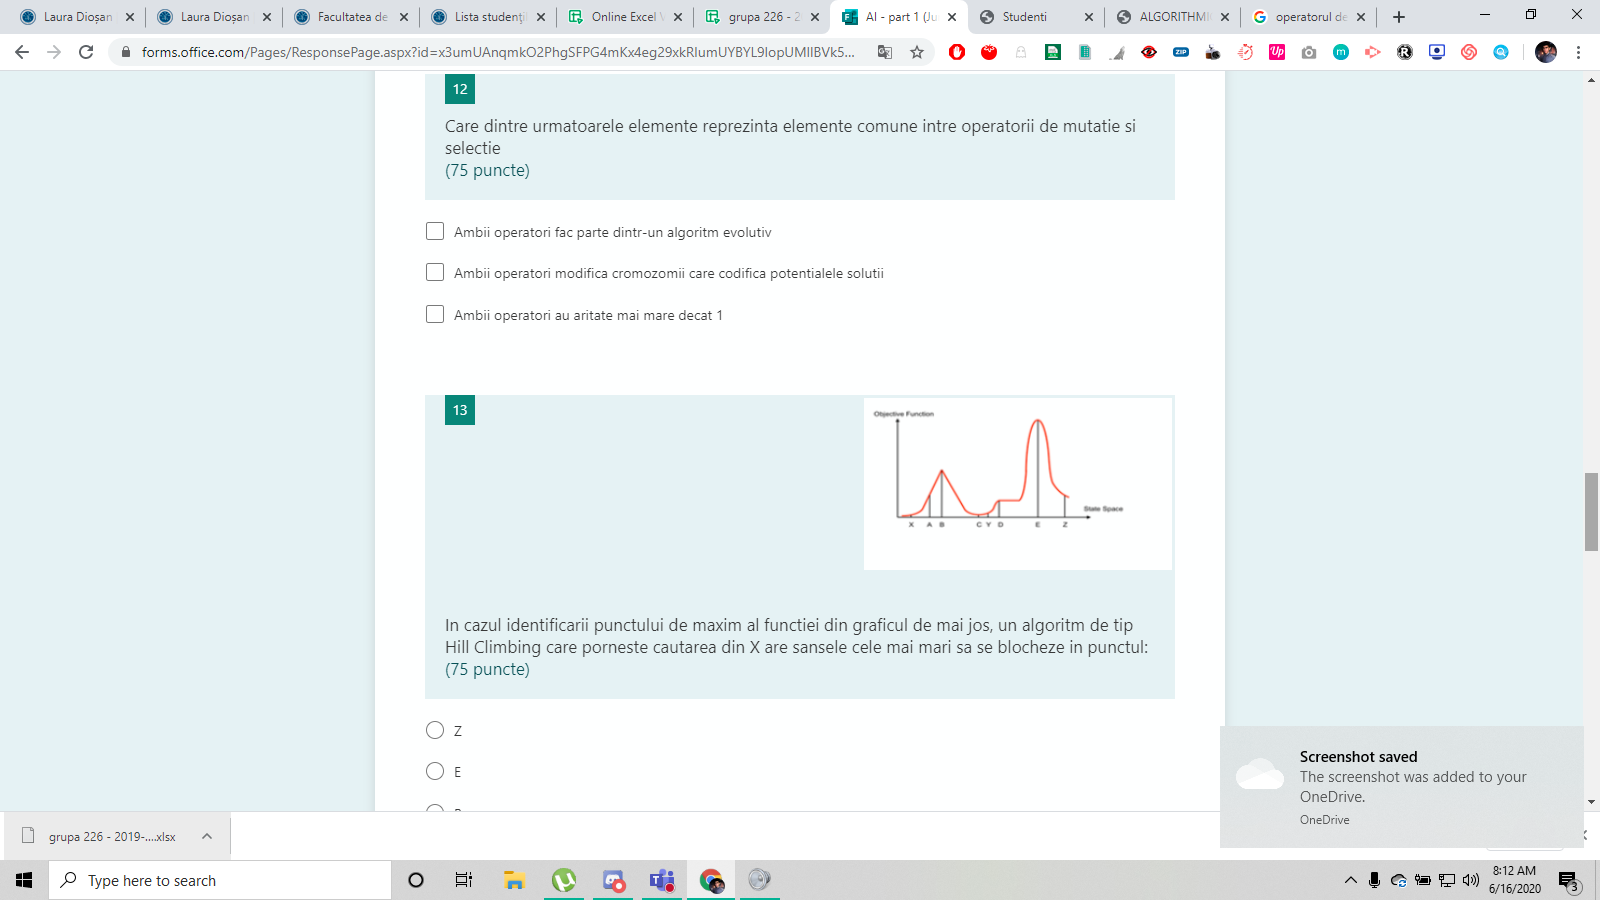 Laura Dioșan
Laura Dioșan
Facultatea de
Lista studenți
Online Excel V
grupa 226 - 2
AI - part 1 (Ju
Studenti
ALGORITHMI
operatorul de
forms.office.com/Pages/ResponsePage.aspx?id=x3umUAnqmkO2PhgSFPG4mKx4eg29xkRIumUYBYL9IopUMllBVk5...
12
Care dintre urmatoarele elemente reprezinta elemente comune intre operatorii de mutatie si
selectie
(75 puncte)
Ambii operatori fac parte dintr-un algoritm evolutiv
Ambii operatori modifica cromozomii care codifica potentialele solutii
Ambii operatori au aritate mai mare decat 1
13
Objective Function
State Space
X A B C Y D E Z
In cazul identificarii punctului de maxim al functiei din graficul de mai jos, un algoritm de tip
Hill Climbing care porneste cautarea din X are sansele cele mai mari sa se blocheze in punctul:
(75 puncte)
Z
E
Screenshot saved
The screenshot was added to your
OneDrive.
OneDrive
grupa 226 - 2019-....xlsx
Type here to search
8:12 AM
6/16/2020
3